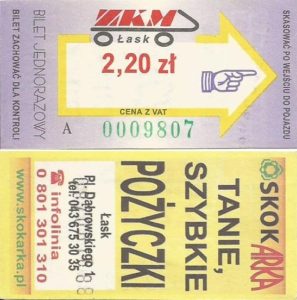 BILET JEDNORAZOWY
BILET ZACHOWAĆ DLA KONTROLI
ZKM
Łask
2,20 zł
CENA Z VAT
A 0009807
SKASOWAĆ PO WEJŚCIU DO POJAZDU
SKOK ARKA
TANIE,
SZYBKIE
POŻYCZKI
Łask
Pl. Dąbrowskiego 1
tel. 043 675 30 35
infolinia
0 801 301 310
www.skokarka.pl